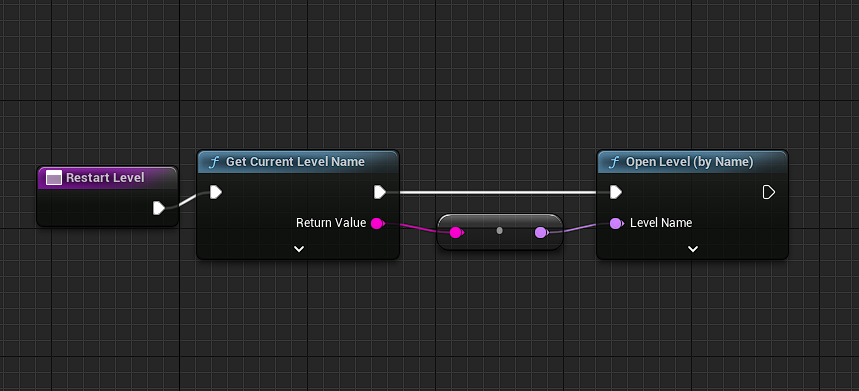 Restart Level
Get Current Level Name
Return Value
Open Level (by Name)
Level Name